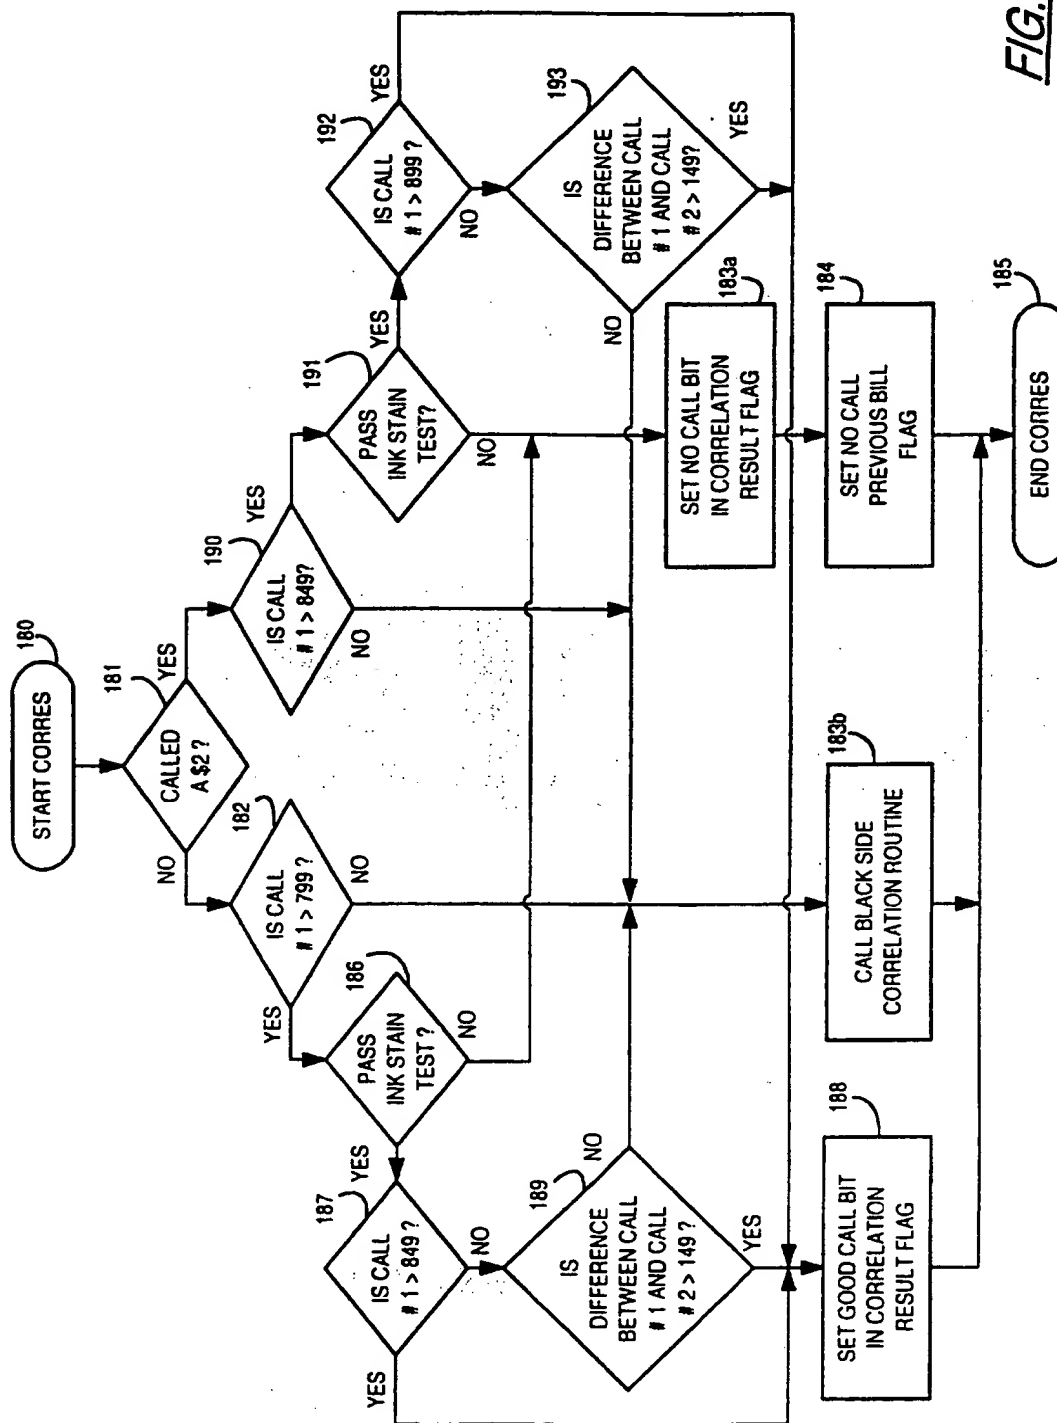 START CORRES
180
181
CALLED
A $2 ?
NO
YES
182
IS CALL
# 1 > 799 ?
YES
NO
190
IS CALL
# 1 > 849?
YES
NO
186
PASS
INK STAIN
TEST ?
YES
NO
191
PASS
INK STAIN
TEST?
YES
NO
187
IS CALL
# 1 > 849 ?
YES
NO
192
IS CALL
# 1 > 899 ?
YES
NO
189
IS
DIFFERENCE
BETWEEN CALL
# 1 AND CALL
# 2 > 149 ?
NO
YES
193
IS
DIFFERENCE
BETWEEN CALL
# 1 AND CALL
# 2 > 149?
NO
YES
183a
SET NO CALL BIT
IN CORRELATION
RESULT FLAG
188
SET GOOD CALL BIT
IN CORRELATION
RESULT FLAG
183b
CALL BLACK SIDE
CORRELATION ROUTINE
184
SET NO CALL
PREVIOUS BILL
FLAG
185
END CORRES
FIG.